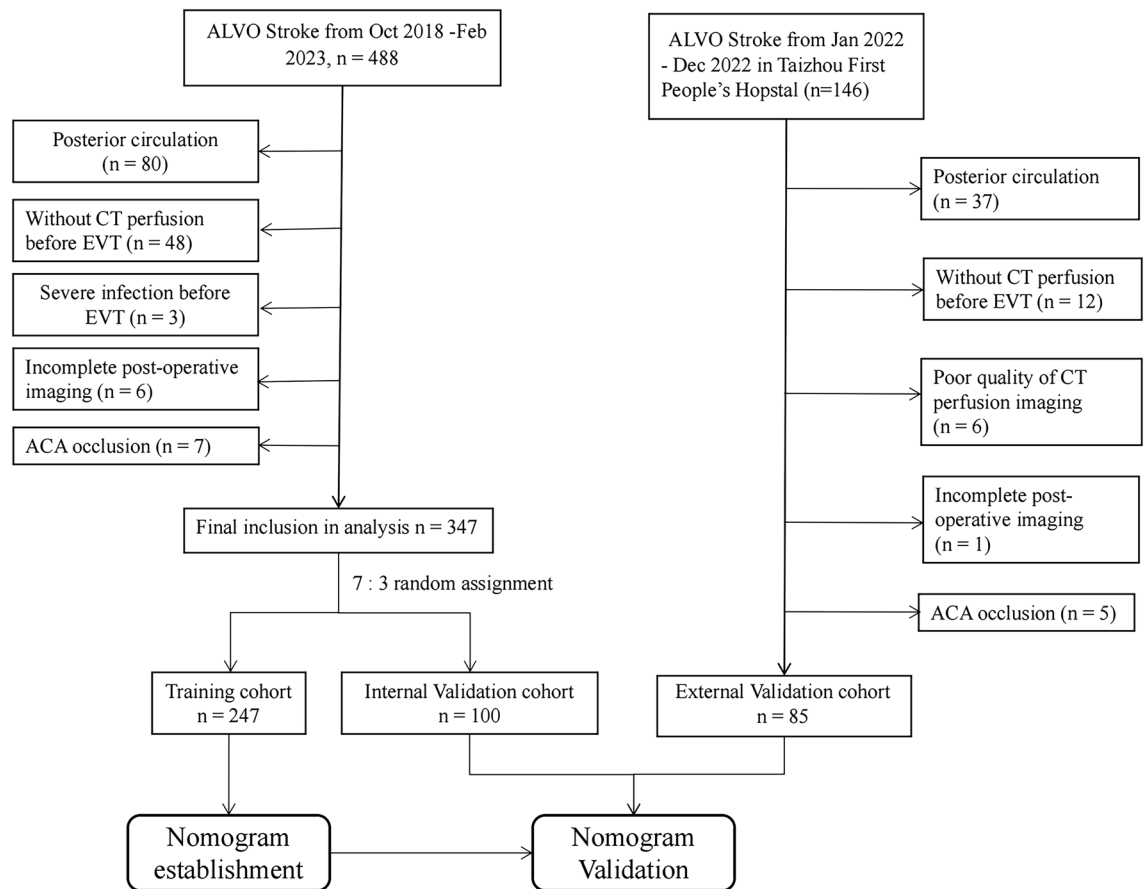 ALVO Stroke from Oct 2018 -Feb
2023, n = 488
Posterior circulation
(n = 80)
Without CT perfusion
before EVT (n = 48)
Severe infection before
EVT (n = 3)
Incomplete post-operative
imaging (n = 6)
ACA occlusion (n = 7)
Final inclusion in analysis n = 347
7 : 3 random assignment
Training cohort
n = 247
Internal Validation cohort
n = 100
ALVO Stroke from Jan 2022
- Dec 2022 in Taizhou First
People’s Hopstal (n=146)
Posterior circulation
(n = 37)
Without CT perfusion
before EVT (n = 12)
Poor quality of CT
perfusion imaging
(n = 6)
Incomplete post-
operative imaging
(n = 1)
ACA occlusion (n = 5)
External Validation cohort
n = 85
Nomogram
establishment
Nomogram
Validation